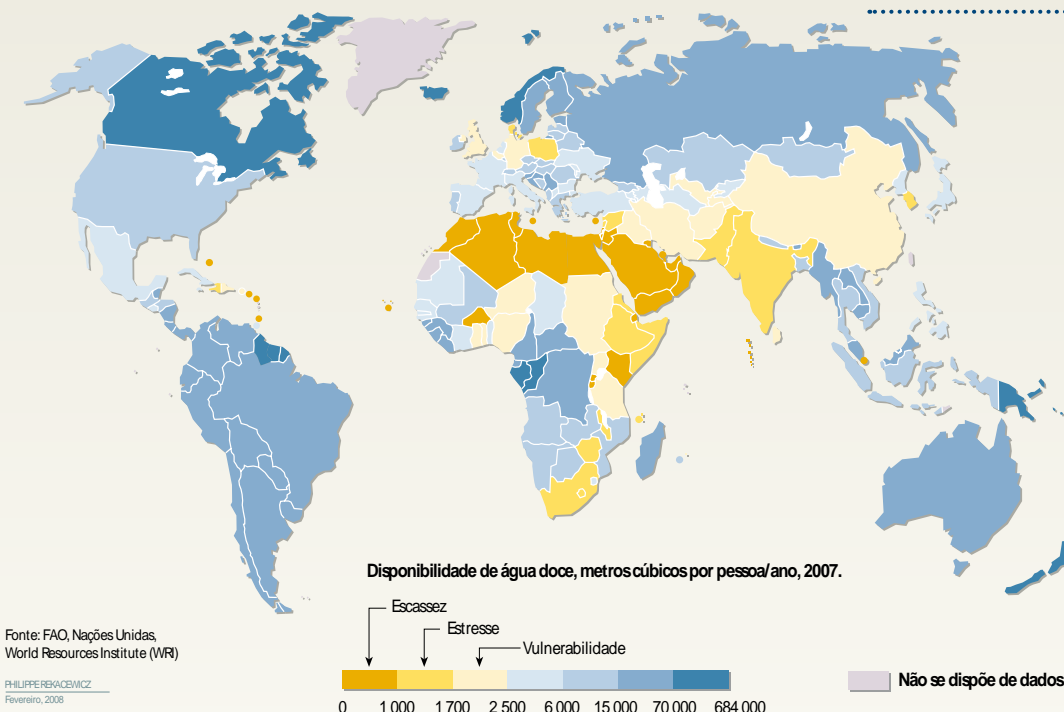 Disponibilidade de água doce, metros cúbicos por pessoa/ano, 2007.
Escassez
Estresse
Vulnerabilidade
0 1 000 1 700 2 500 6 000 15 000 70 000 684 000
Não se dispõe de dados
Fonte: FAO, Nações Unidas,
World Resources Institute (WRI)
PHILIPPE REKACEWICZ
Fevereiro, 2008